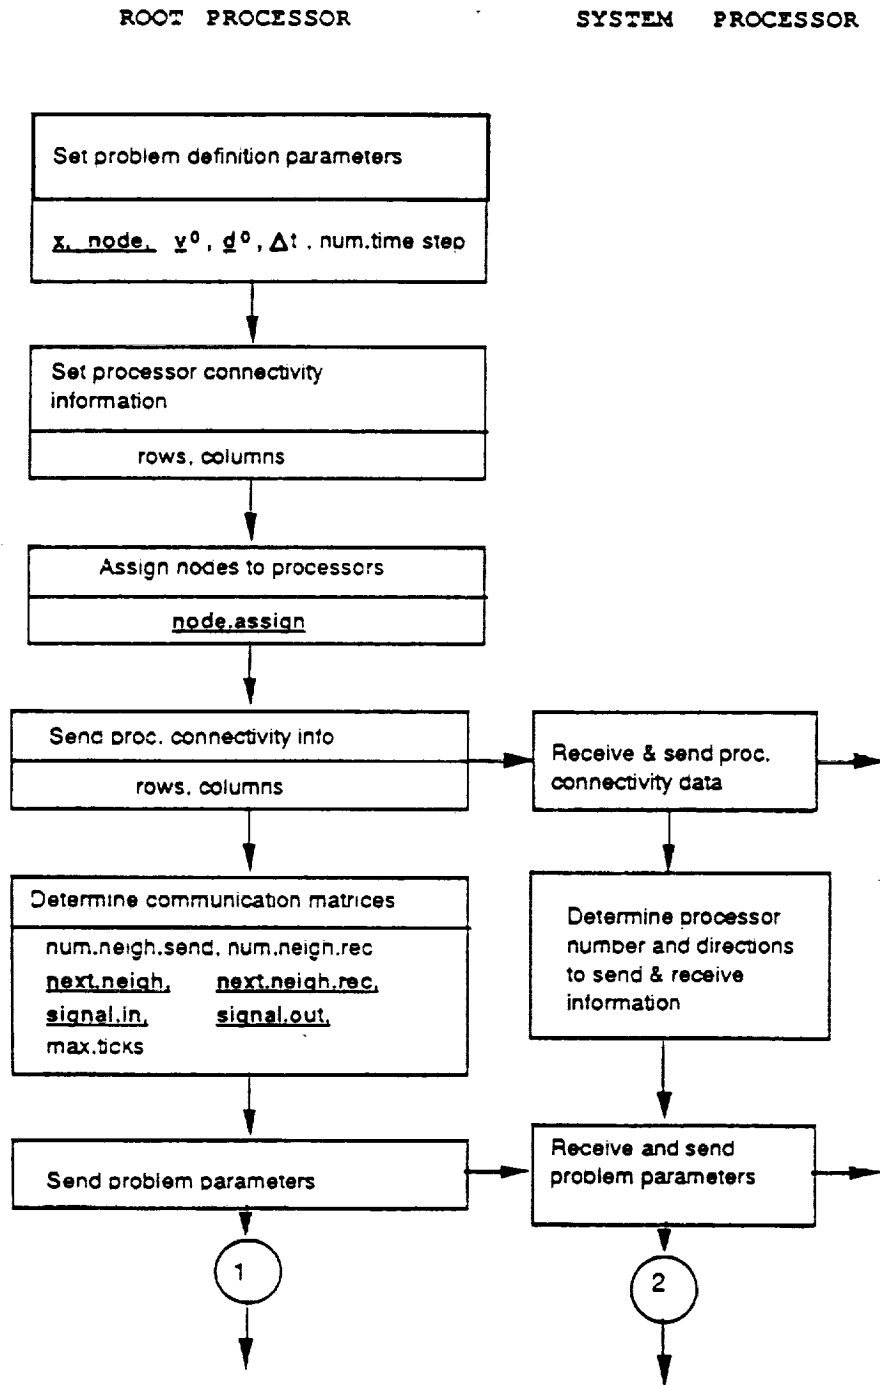 ROOT PROCESSOR
SYSTEM PROCESSOR
Set problem definition parameters
x, node, v⁰, d⁰, Δt, num.time step
Set processor connectivity
information
rows, columns
Assign nodes to processors
node.assign
Send proc. connectivity info
rows, columns
Receive & send proc.
connectivity data
Determine communication matrices
num.neigh.send, num.neigh.rec
next.neigh, next.neigh.rec,
signal.in, signal.out,
max.ticks
Determine processor
number and directions
to send & receive
information
Send problem parameters
Receive and send
problem parameters
1
2